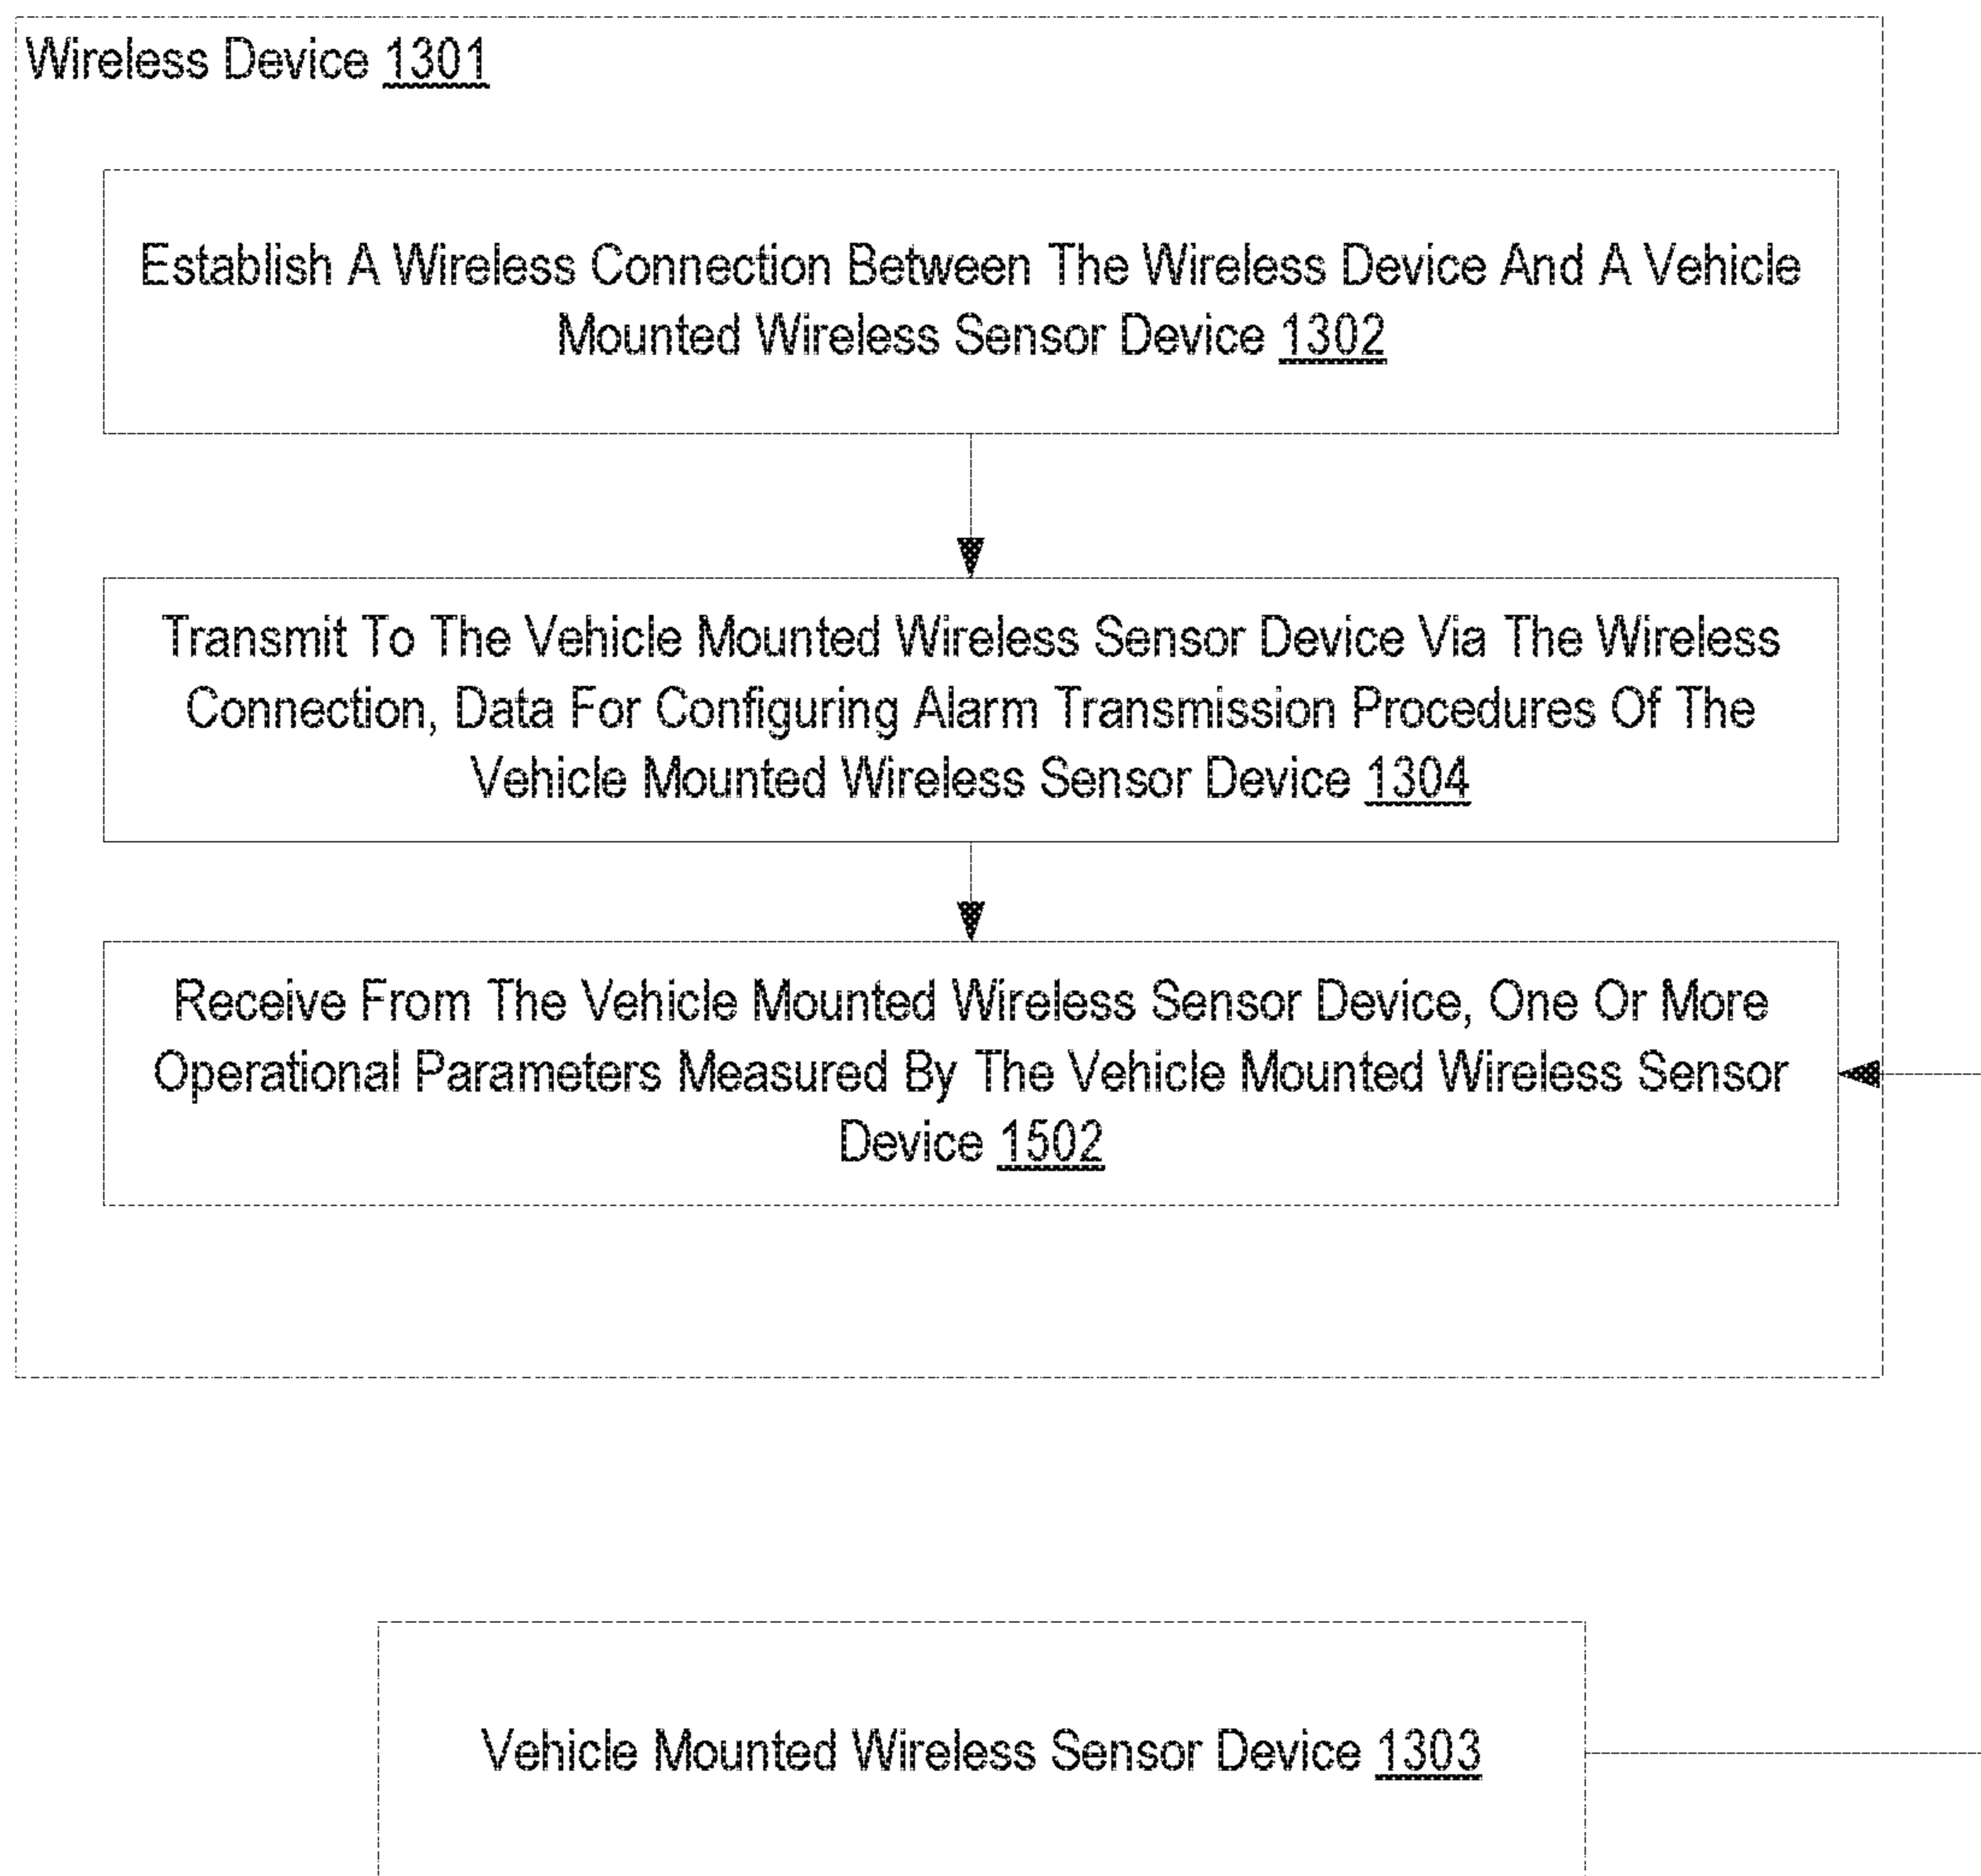 Wireless Device 1301
Establish A Wireless Connection Between The Wireless Device And A Vehicle
Mounted Wireless Sensor Device 1302
Transmit To The Vehicle Mounted Wireless Sensor Device Via The Wireless
Connection, Data For Configuring Alarm Transmission Procedures Of The
Vehicle Mounted Wireless Sensor Device 1304
Receive From The Vehicle Mounted Wireless Sensor Device, One Or More
Operational Parameters Measured By The Vehicle Mounted Wireless Sensor
Device 1502
Vehicle Mounted Wireless Sensor Device 1303